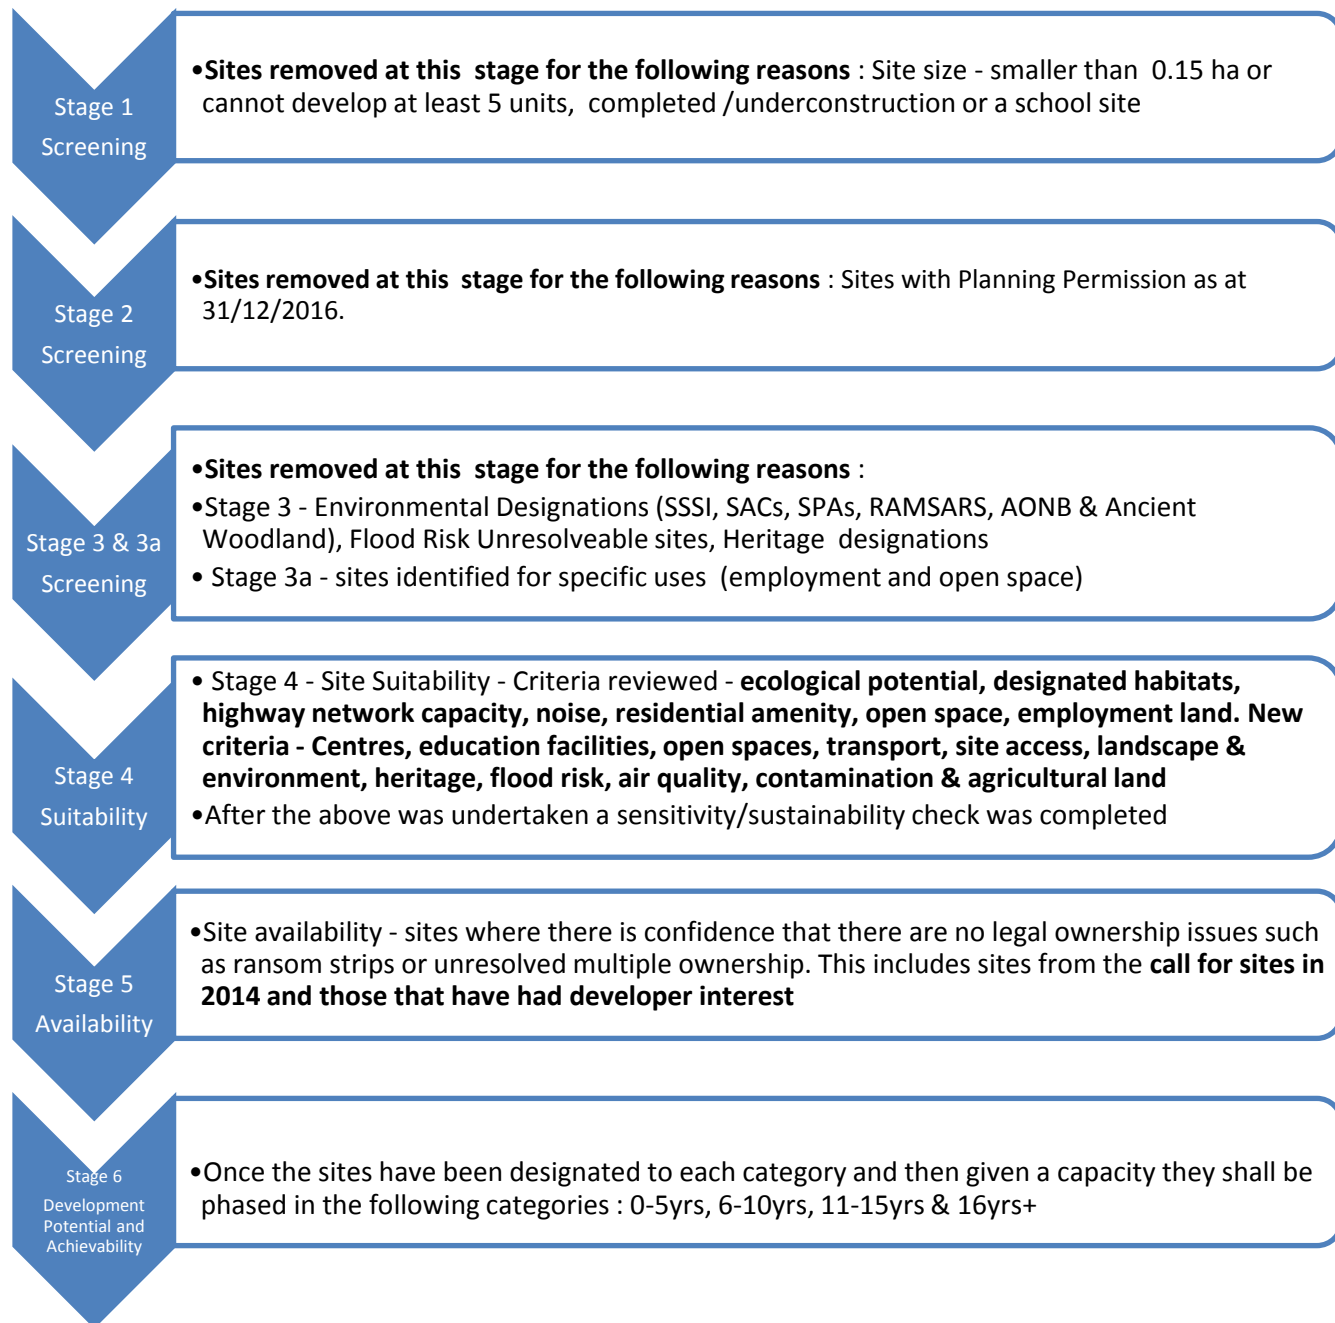 Stage 1
Screening
•Sites removed at this stage for the following reasons : Site size - smaller than 0.15 ha or
cannot develop at least 5 units, completed /underconstruction or a school site
Stage 2
Screening
•Sites removed at this stage for the following reasons : Sites with Planning Permission as at
31/12/2016.
Stage 3 & 3a
Screening
•Sites removed at this stage for the following reasons :
•Stage 3 - Environmental Designations (SSSI, SACs, SPAs, RAMSARS, AONB & Ancient
Woodland), Flood Risk Unresolveable sites, Heritage designations
• Stage 3a - sites identified for specific uses (employment and open space)
Stage 4
Suitability
• Stage 4 - Site Suitability - Criteria reviewed - ecological potential, designated habitats,
highway network capacity, noise, residential amenity, open space, employment land. New
criteria - Centres, education facilities, open spaces, transport, site access, landscape &
environment, heritage, flood risk, air quality, contamination & agricultural land
•After the above was undertaken a sensitivity/sustainability check was completed
Stage 5
Availability
•Site availability - sites where there is confidence that there are no legal ownership issues such
as ransom strips or unresolved multiple ownership. This includes sites from the call for sites in
2014 and those that have had developer interest
Stage 6
Development
Potential and
Achievability
•Once the sites have been designated to each category and then given a capacity they shall be
phased in the following categories : 0-5yrs, 6-10yrs, 11-15yrs & 16yrs+